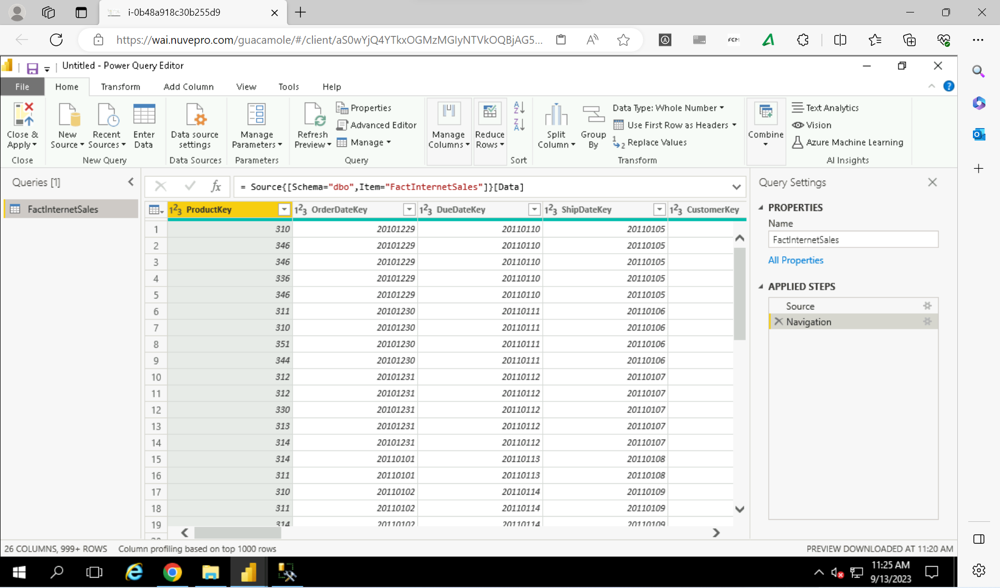 i-0b48a918c30b255d9
https://wai.nuvepro.com/guacamole/#/client/aS0wYjQ4YTkxOGMzMGIyNTVkOQBjAG5...
FCM
Untitled - Power Query Editor
File Home Transform Add Column View Tools Help
Close & Apply
New Source
Recent Sources
Enter Data
Data source settings
Manage Parameters
Refresh Preview
Properties
Advanced Editor
Manage
Manage Columns
Reduce Rows
Split Column
Group By
Data Type: Whole Number
Use First Row as Headers
Replace Values
Combine
Text Analytics
Vision
Azure Machine Learning
Close New Query Data Sources Parameters Query Sort Transform AI Insights
Queries [1]
FactInternetSales
fx
= Source{[Schema="dbo",Item="FactInternetSales"]}[Data]
ProductKey OrderDateKey DueDateKey ShipDateKey CustomerKey
1 310 20101229 20110110 20110105
2 346 20101229 20110110 20110105
3 346 20101229 20110110 20110105
4 336 20101229 20110110 20110105
5 346 20101229 20110110 20110105
6 311 20101230 20110111 20110106
7 310 20101230 20110111 20110106
8 351 20101230 20110111 20110106
9 344 20101230 20110111 20110106
10 312 20101231 20110112 20110107
11 312 20101231 20110112 20110107
12 330 20101231 20110112 20110107
13 313 20101231 20110112 20110107
14 314 20101231 20110112 20110107
15 314 20110101 20110113 20110108
16 311 20110101 20110113 20110108
17 310 20110102 20110114 20110109
18 311 20110102 20110114 20110109
19 314 20110102 20110114 20110109
Query Settings
PROPERTIES
Name
FactInternetSales
All Properties
APPLIED STEPS
Source
Navigation
26 COLUMNS, 999+ ROWS Column profiling based on top 1000 rows
PREVIEW DOWNLOADED AT 11:20 AM
11:25 AM
9/13/2023